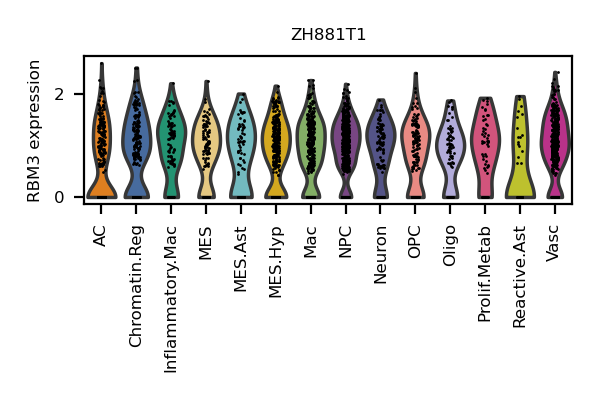 ZH881T1
RBM3 expression
2
0
AC
Chromatin.Reg
Inflammatory.Mac
MES
MES.Ast
MES.Hyp
Mac
NPC
Neuron
OPC
Oligo
Prolif.Metab
Reactive.Ast
Vasc